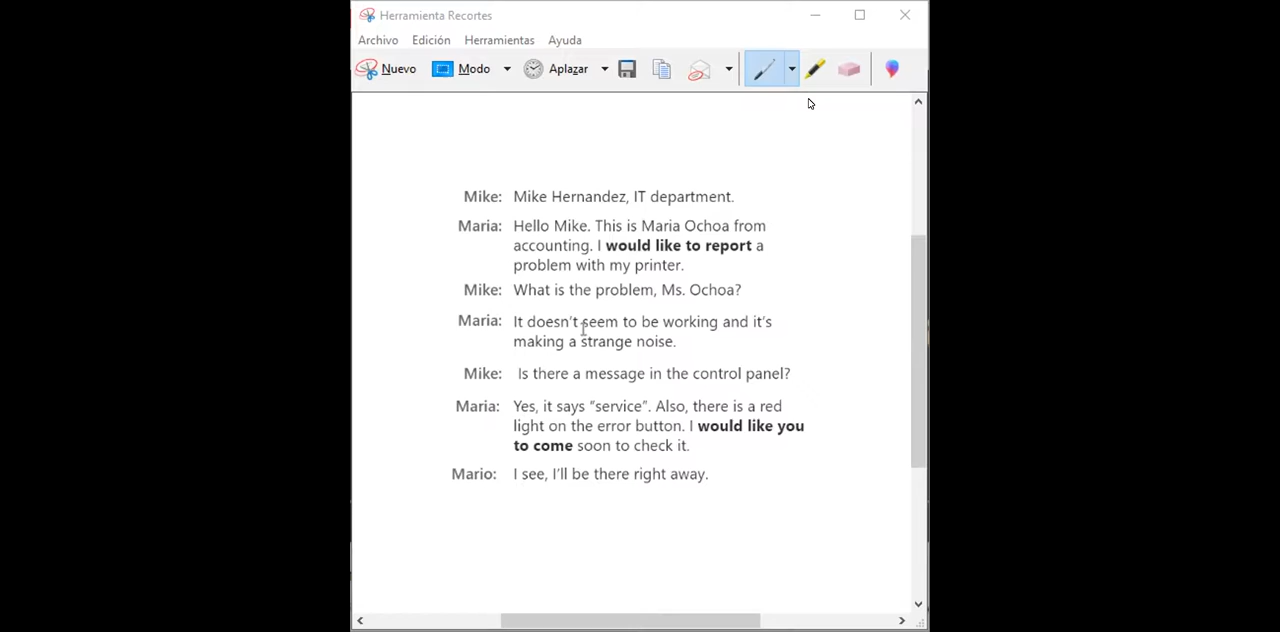 Herramienta Recortes
Archivo Edición Herramientas Ayuda
Nuevo Modo Aplazar
Mike: Mike Hernandez, IT department.
Maria: Hello Mike. This is Maria Ochoa from
accounting. I would like to report a
problem with my printer.
Mike: What is the problem, Ms. Ochoa?
Maria: It doesn't seem to be working and it's
making a strange noise.
Mike: Is there a message in the control panel?
Maria: Yes, it says “service”. Also, there is a red
light on the error button. I would like you
to come soon to check it.
Mario: I see, I'll be there right away.